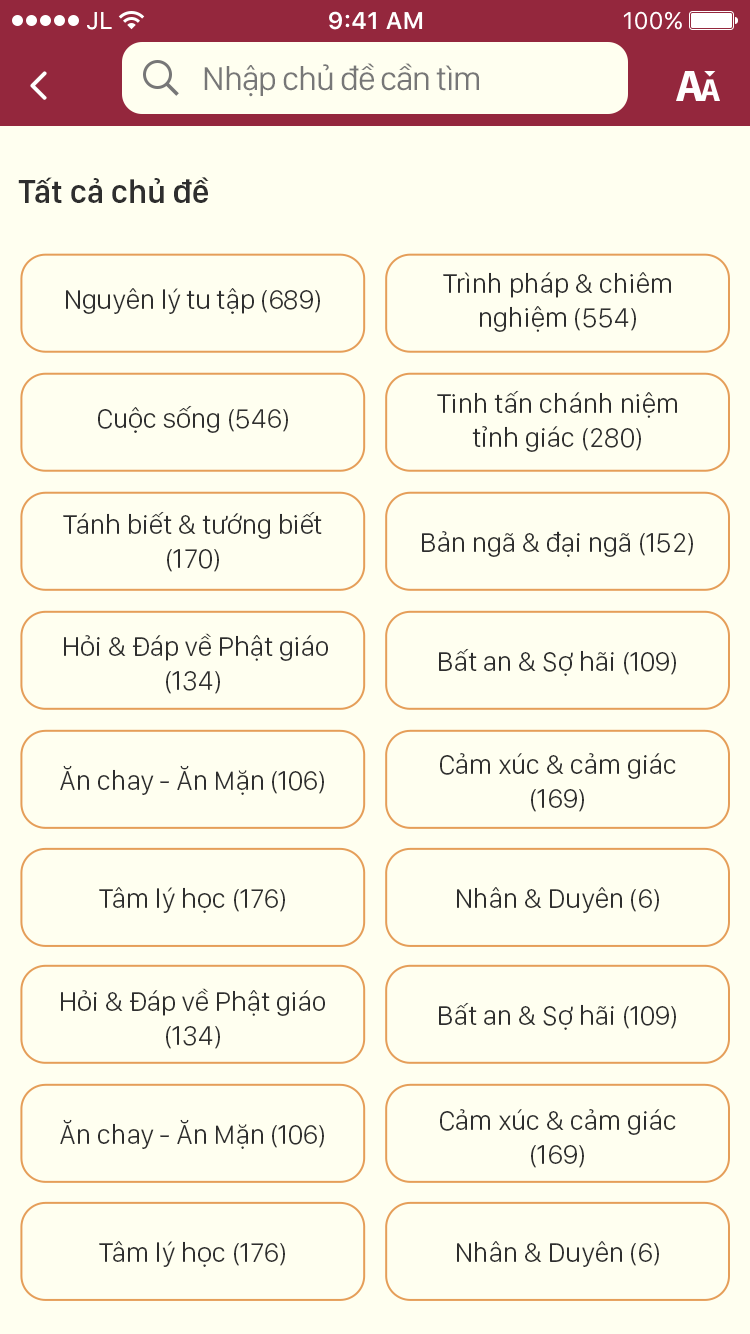 JL 9:41 AM 100%
Nhập chủ đề cần tìm
AA
Tất cả chủ đề
Nguyên lý tu tập (689)
Trình pháp & chiêm
nghiệm (554)
Cuộc sống (546)
Tinh tấn chánh niệm
tỉnh giác (280)
Tánh biết & tướng biết
(170)
Bản ngã & đại ngã (152)
Hỏi & Đáp về Phật giáo
(134)
Bất an & Sợ hãi (109)
Ăn chay - Ăn Mặn (106)
Cảm xúc & cảm giác
(169)
Tâm lý học (176)
Nhân & Duyên (6)
Hỏi & Đáp về Phật giáo
(134)
Bất an & Sợ hãi (109)
Ăn chay - Ăn Mặn (106)
Cảm xúc & cảm giác
(169)
Tâm lý học (176)
Nhân & Duyên (6)